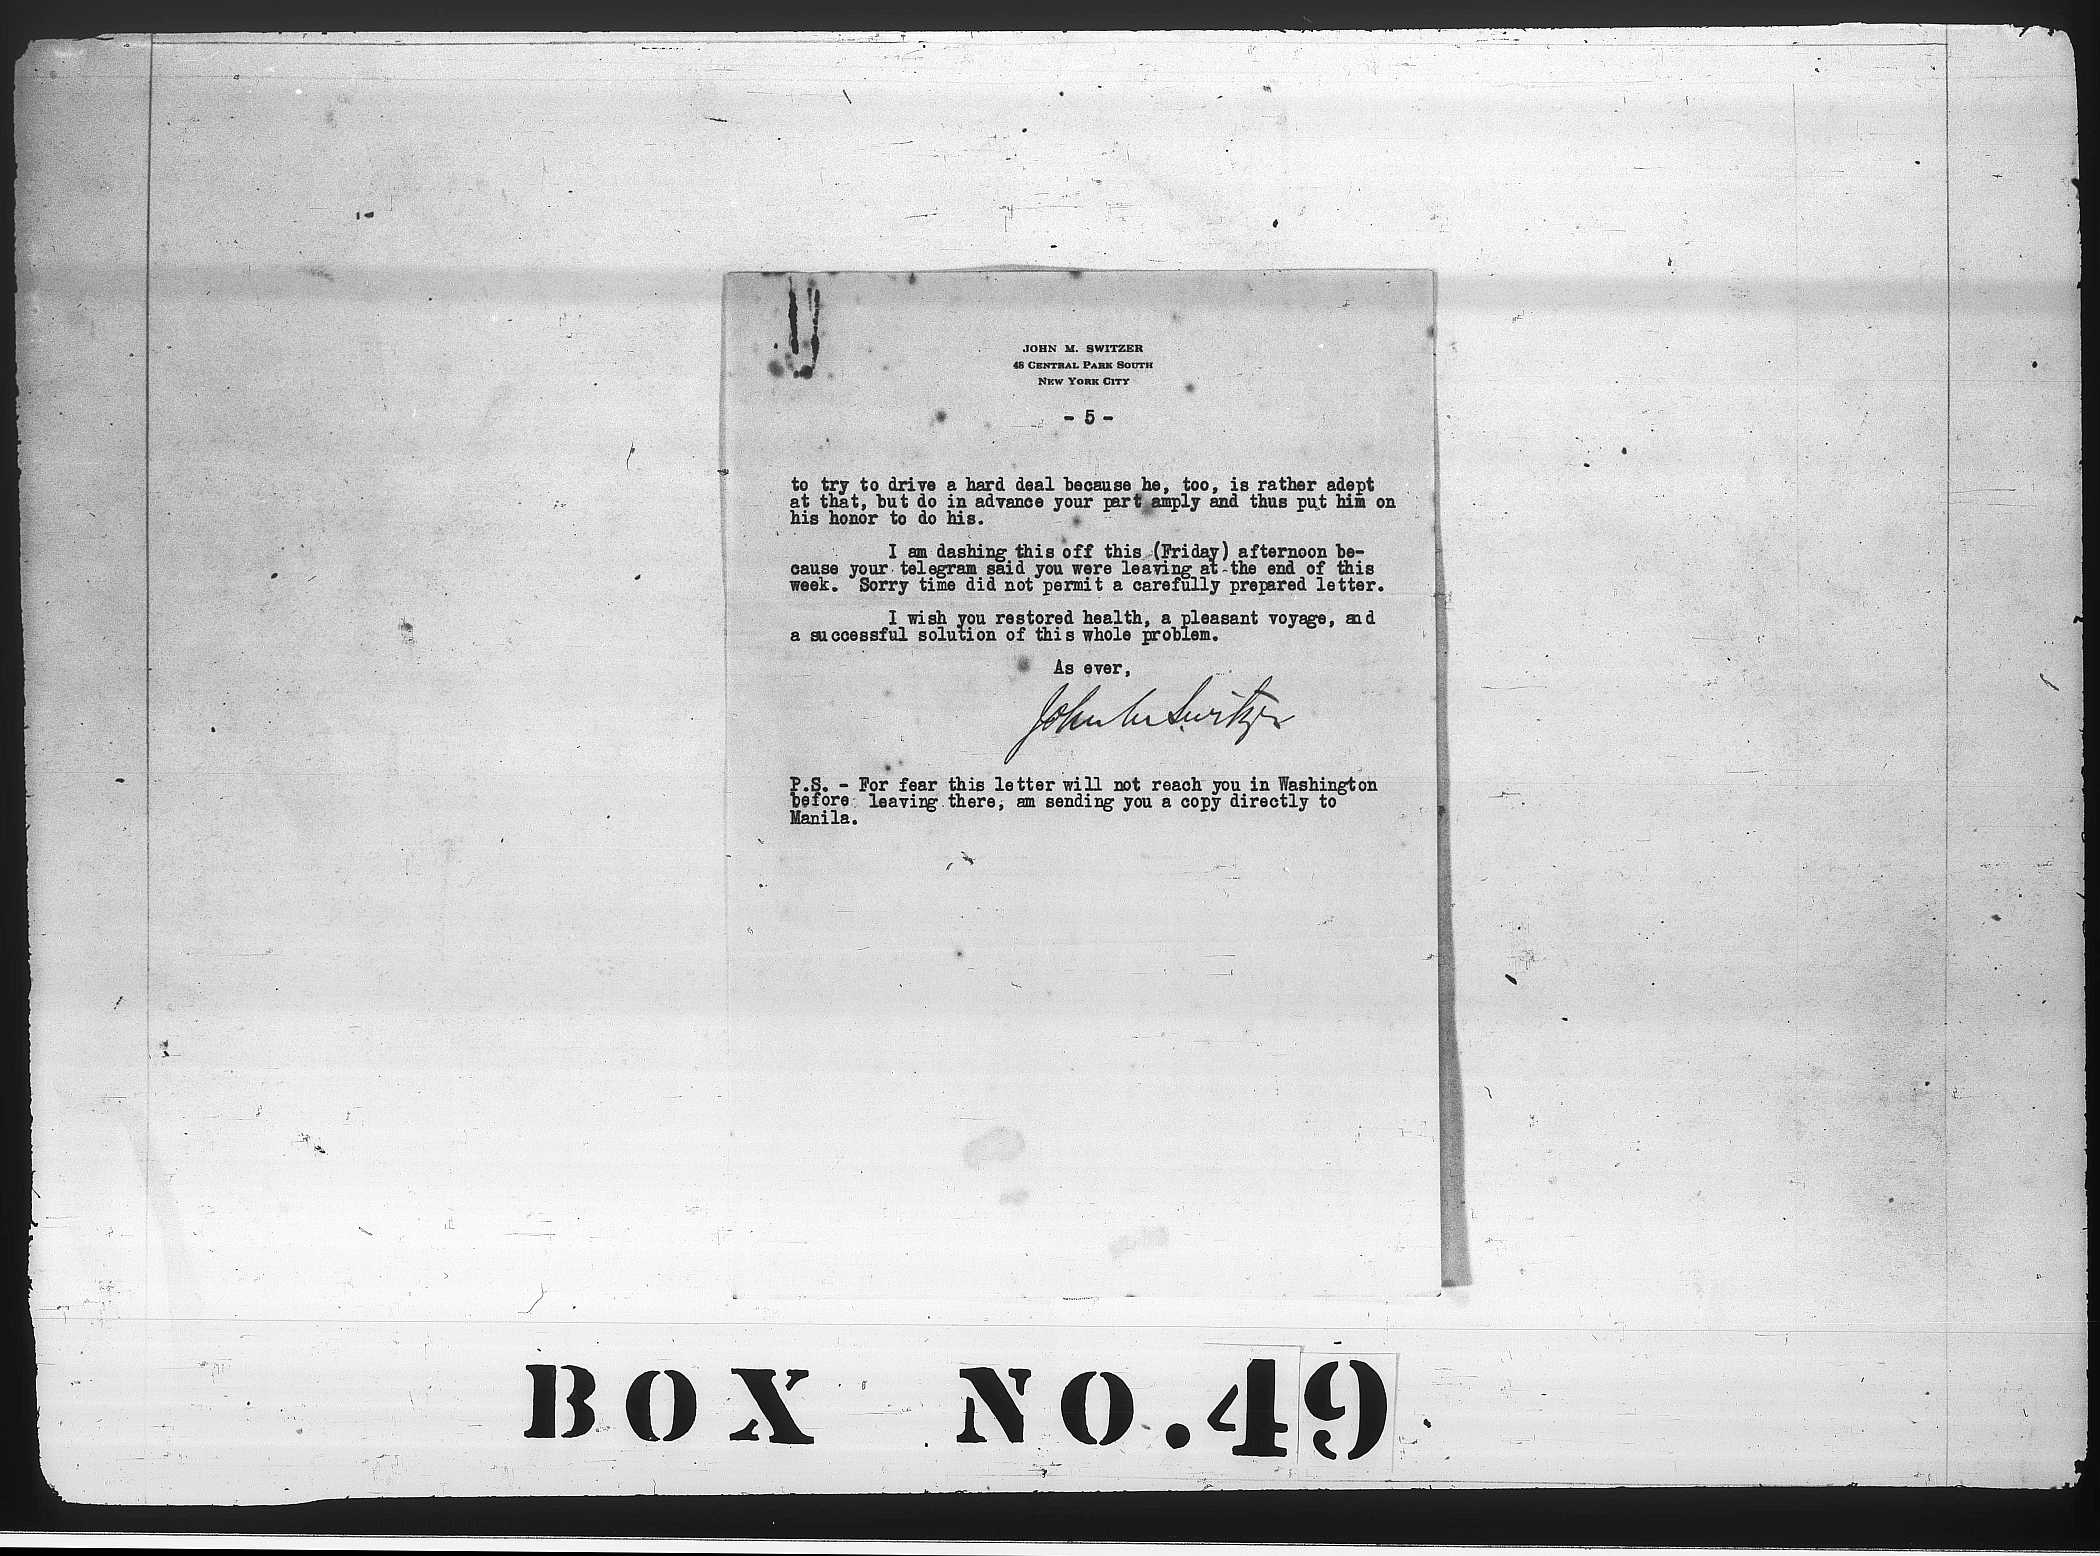 JOHN M. SWITZER
48 CENTRAL PARK SOUTH
NEW YORK CITY
- 5 -
to try to drive a hard deal because he, too, is rather adept
at that, but do in advance your part amply and thus put him on
his honor to do his.
I am dashing this off this (Friday) afternoon be-
cause your telegram said you were leaving at the end of this
week. Sorry time did not permit a carefully prepared letter.
I wish you restored health, a pleasant voyage, and
a successful solution of this whole problem.
As ever,
John M Switzer
P.S. - For fear this letter will not reach you in Washington
before leaving there, am sending you a copy directly to
Manila.
BOX NO. 49